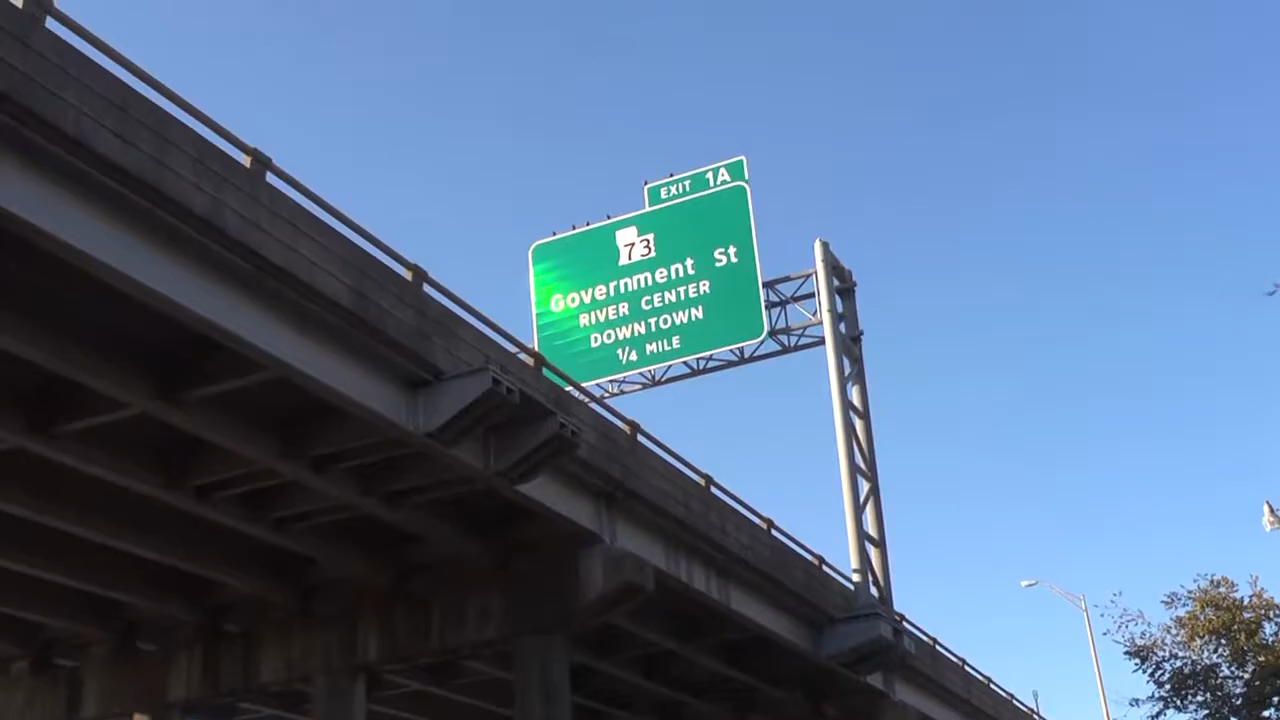 EXIT 1A
73
Government St
RIVER CENTER
DOWNTOWN
1/4 MILE